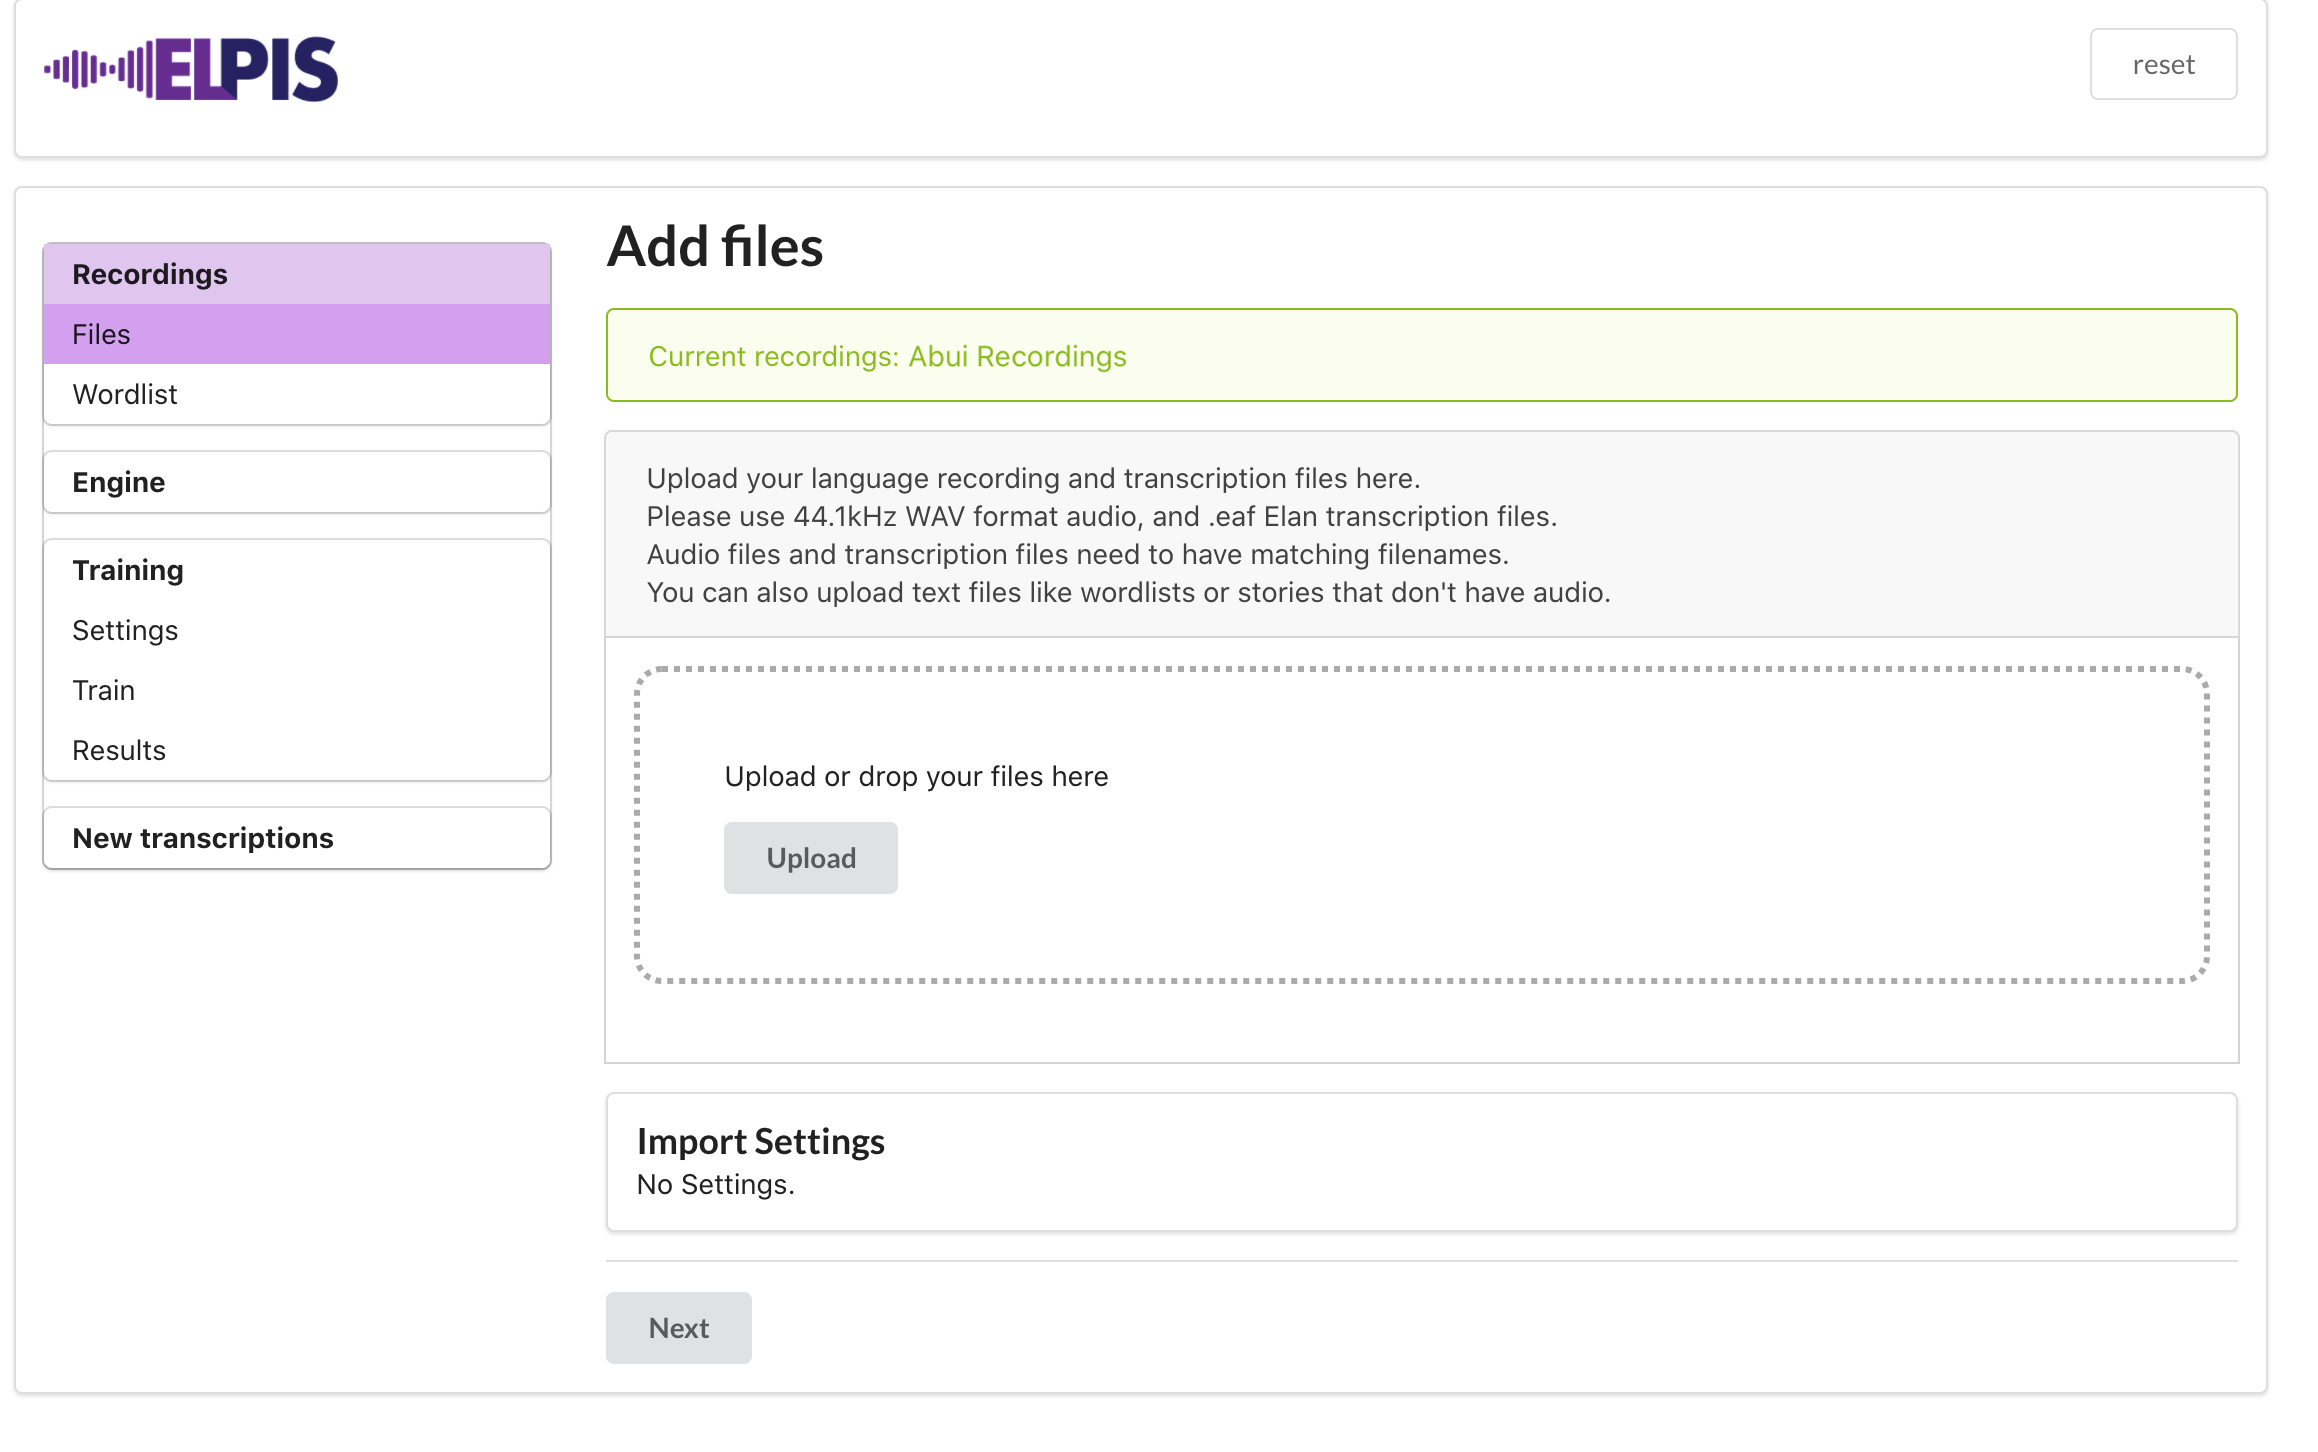 ELPIS
reset
Recordings
Files
Wordlist
Engine
Training
Settings
Train
Results
New transcriptions
Add files
Current recordings: Abui Recordings
Upload your language recording and transcription files here.
Please use 44.1kHz WAV format audio, and .eaf Elan transcription files.
Audio files and transcription files need to have matching filenames.
You can also upload text files like wordlists or stories that don't have audio.
Upload or drop your files here
Upload
Import Settings
No Settings.
Next